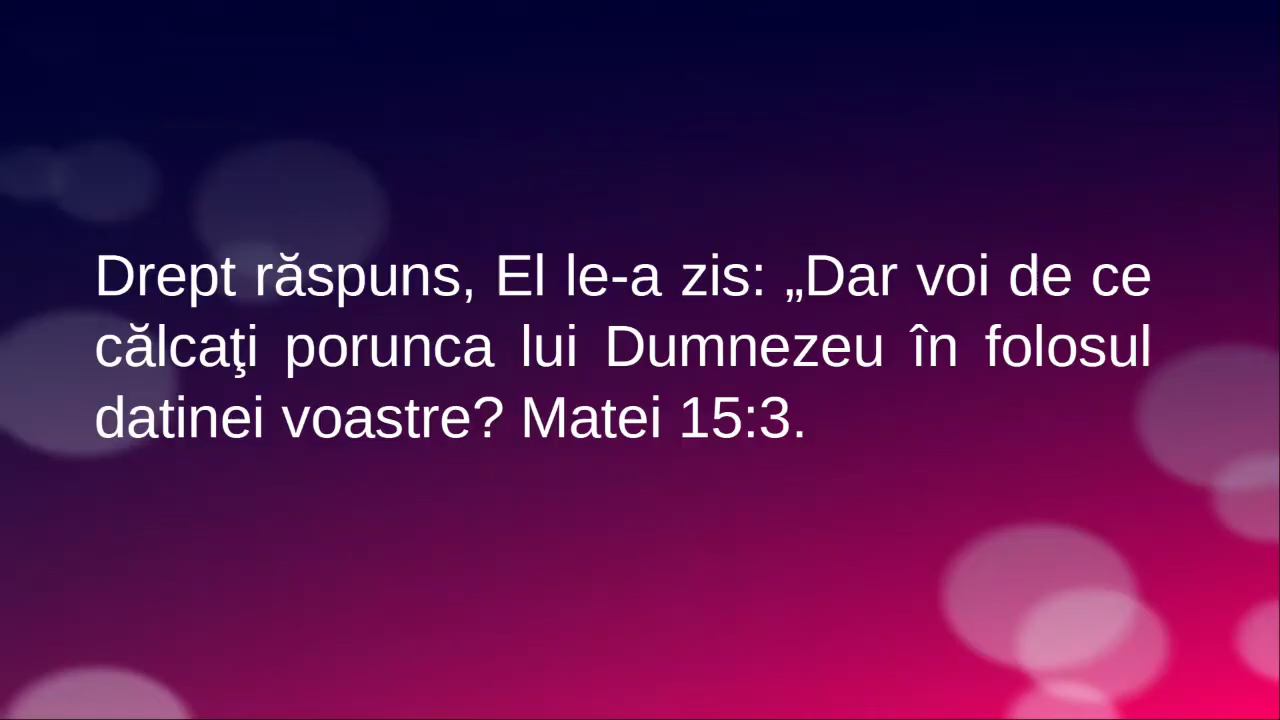 Drept răspuns, El le-a zis: „Dar voi de ce
călcaţi porunca lui Dumnezeu în folosul
datinei voastre? Matei 15:3.